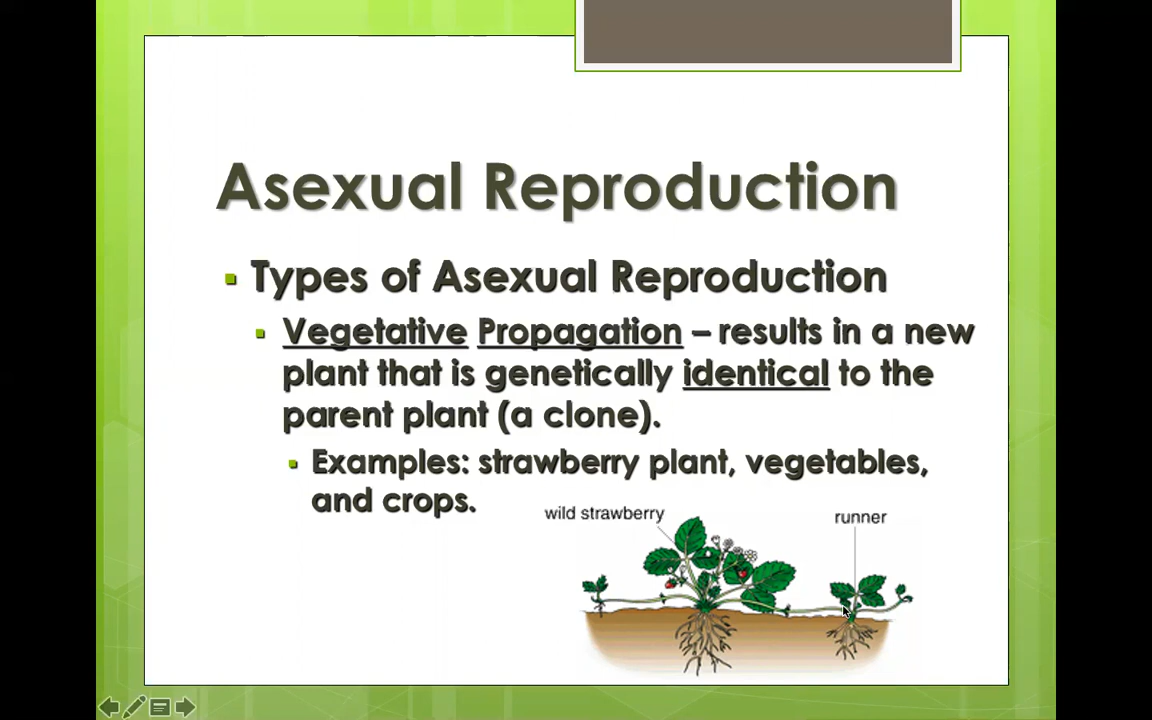 Asexual Reproduction
Types of Asexual Reproduction
Vegetative Propagation – results in a new
plant that is genetically identical to the
parent plant (a clone).
Examples: strawberry plant, vegetables,
and crops.
wild strawberry
runner